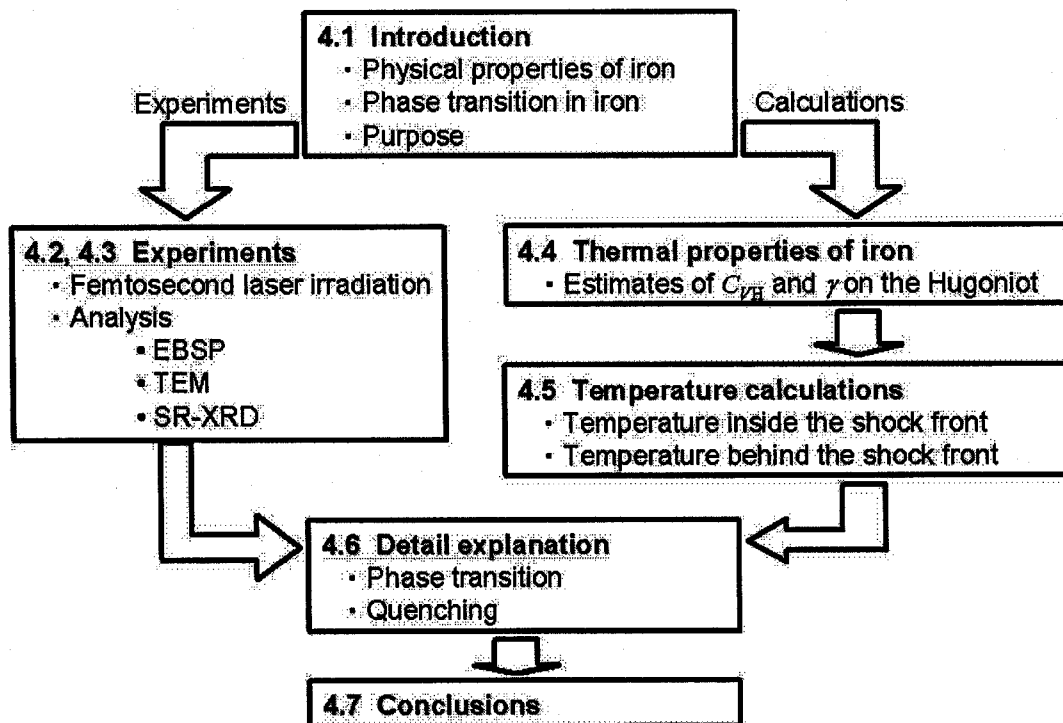 4.1 Introduction
· Physical properties of iron
· Phase transition in iron
· Purpose
Experiments
Calculations
4.2, 4.3 Experiments
· Femtosecond laser irradiation
· Analysis
• EBSP
• TEM
• SR-XRD
4.4 Thermal properties of iron
· Estimates of C_VH and γ on the Hugoniot
4.5 Temperature calculations
· Temperature inside the shock front
· Temperature behind the shock front
4.6 Detail explanation
· Phase transition
· Quenching
4.7 Conclusions